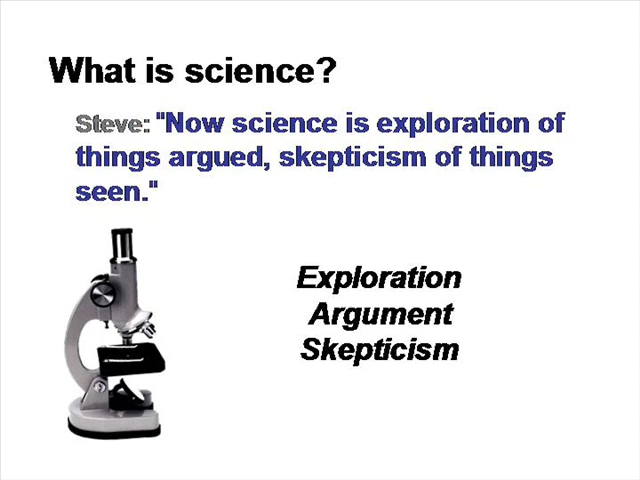 What is science?
Steve: "Now science is exploration of
things argued, skepticism of things
seen."
Exploration
Argument
Skepticism